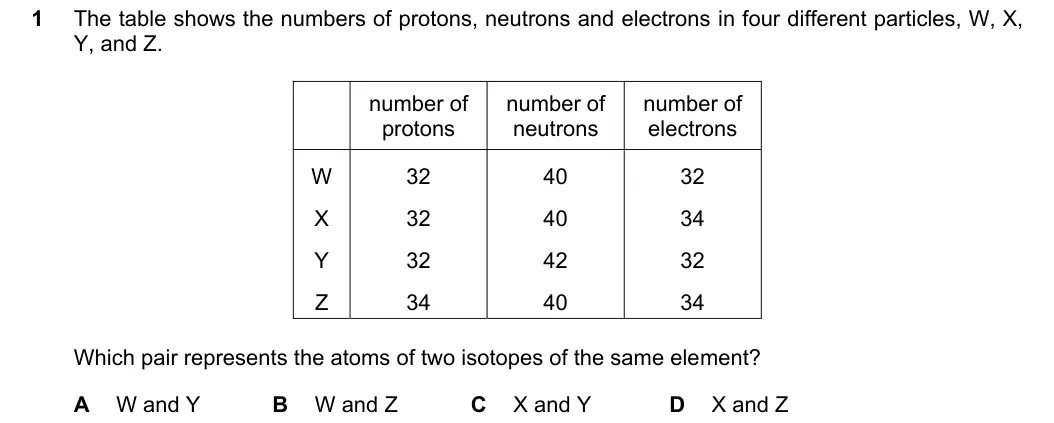 1 The table shows the numbers of protons, neutrons and electrons in four different particles, W, X,
Y, and Z.
number of protons number of neutrons number of electrons
W 32 40 32
X 32 40 34
Y 32 42 32
Z 34 40 34
Which pair represents the atoms of two isotopes of the same element?
A W and Y B W and Z C X and Y D X and Z